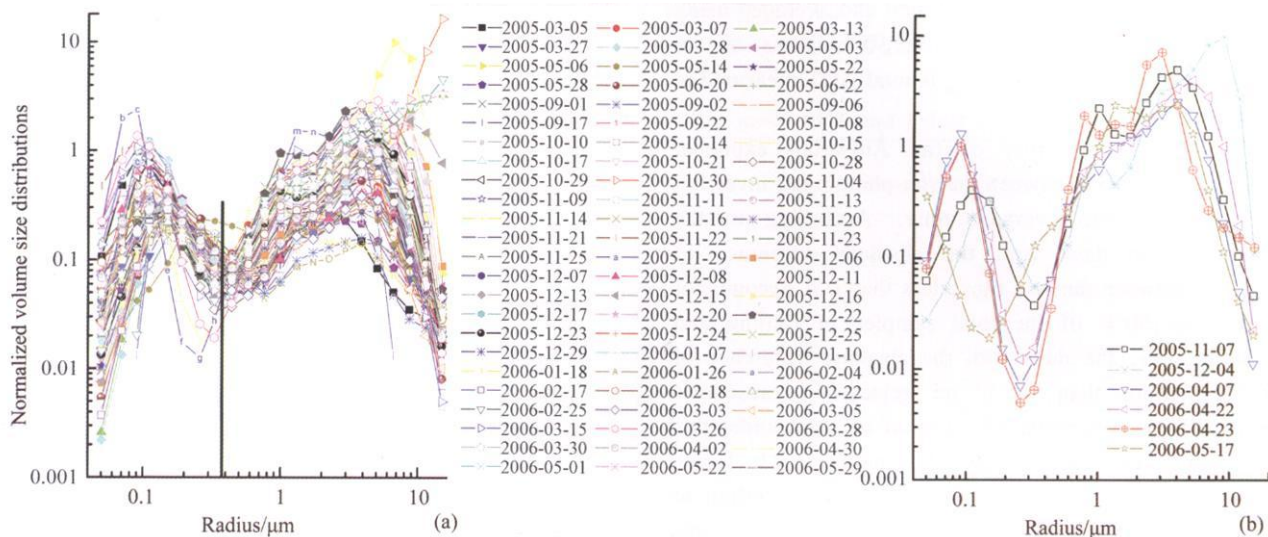 Normalized volume size distributions
10
1
0.1
0.01
0.001
0.1
1
10
Radius/μm
(a)
b
c
m
n
f
g
2005-03-05 2005-03-07 2005-03-13
2005-03-27 2005-03-28 2005-05-03
2005-05-06 2005-05-14 2005-05-22
2005-05-28 2005-06-20 2005-06-22
2005-09-01 2005-09-02 2005-09-06
2005-09-17 2005-09-22 2005-10-08
2005-10-10 2005-10-14 2005-10-15
2005-10-17 2005-10-21 2005-10-28
2005-10-29 2005-10-30 2005-11-04
2005-11-09 2005-11-11 2005-11-13
2005-11-14 2005-11-16 2005-11-20
2005-11-21 2005-11-22 2005-11-23
2005-11-25 2005-11-29 2005-12-06
2005-12-07 2005-12-08 2005-12-11
2005-12-13 2005-12-15 2005-12-16
2005-12-17 2005-12-20 2005-12-22
2005-12-23 2005-12-24 2005-12-25
2005-12-29 2006-01-07 2006-01-10
2006-01-18 2006-01-26 2006-02-04
2006-02-17 2006-02-18 2006-02-22
2006-02-25 2006-03-03 2006-03-05
2006-03-15 2006-03-26 2006-03-28
2006-03-30 2006-04-02 2006-04-30
2006-05-01 2006-05-22 2006-05-29
10
1
0.1
0.01
0.001
0.1
1
10
Radius/μm
(b)
2005-11-07
2005-12-04
2006-04-07
2006-04-22
2006-04-23
2006-05-17